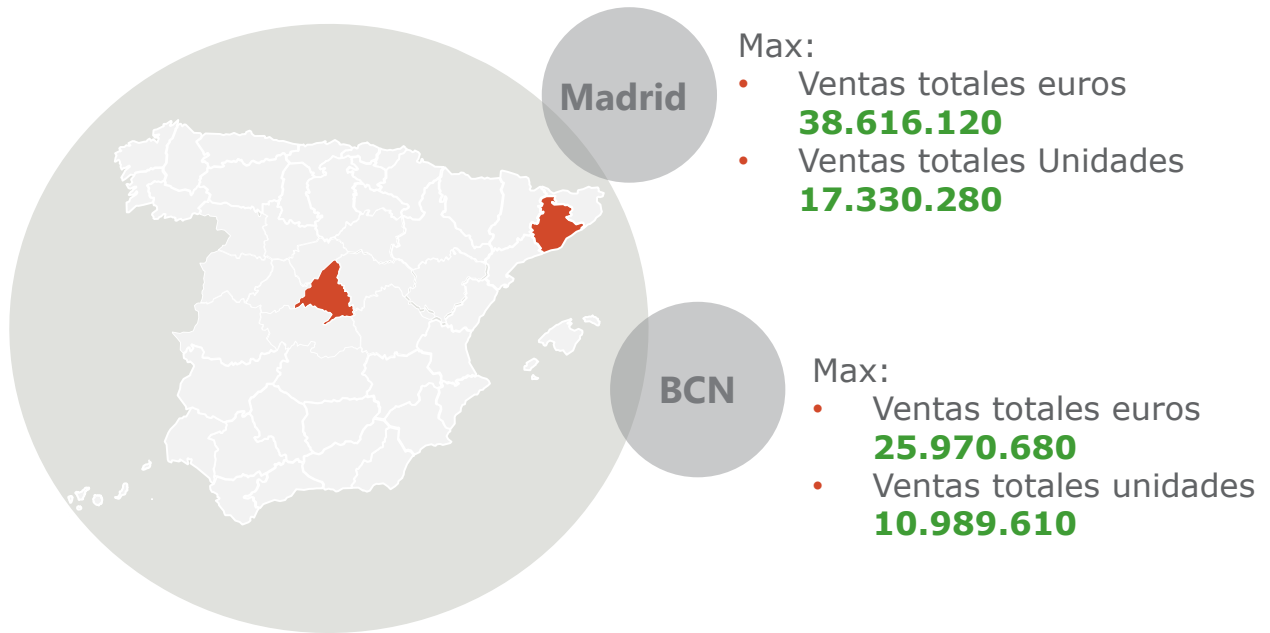 Madrid
Max:
• Ventas totales euros
38.616.120
• Ventas totales Unidades
17.330.280
BCN
Max:
• Ventas totales euros
25.970.680
• Ventas totales unidades
10.989.610